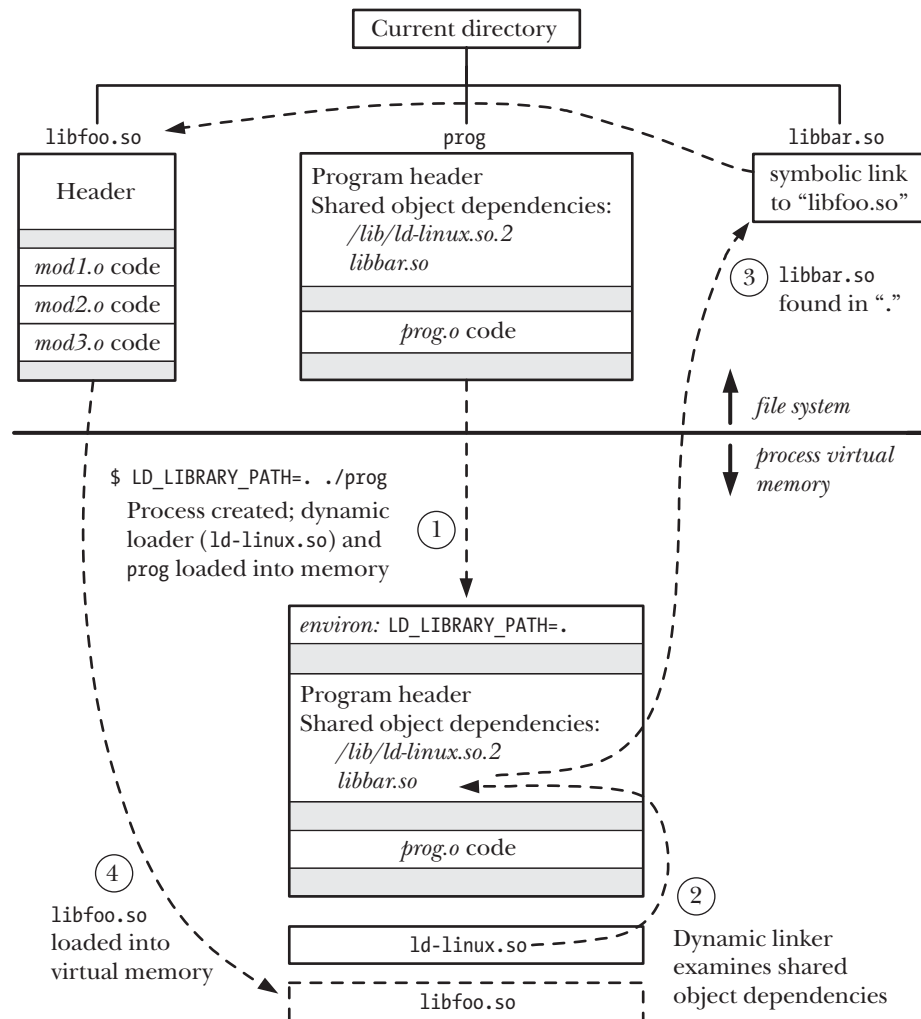 Current directory
libfoo.so
prog
libbar.so
Header
mod1.o code
mod2.o code
mod3.o code
Program header
Shared object dependencies:
/lib/ld-linux.so.2
libbar.so
prog.o code
symbolic link
to “libfoo.so”
3
libbar.so
found in “.”
file system
process virtual
memory
$ LD_LIBRARY_PATH=. ./prog
Process created; dynamic
loader (ld-linux.so) and
prog loaded into memory
1
environ: LD_LIBRARY_PATH=.
Program header
Shared object dependencies:
/lib/ld-linux.so.2
libbar.so
prog.o code
4
libfoo.so
loaded into
virtual memory
2
Dynamic linker
examines shared
object dependencies
ld-linux.so
libfoo.so